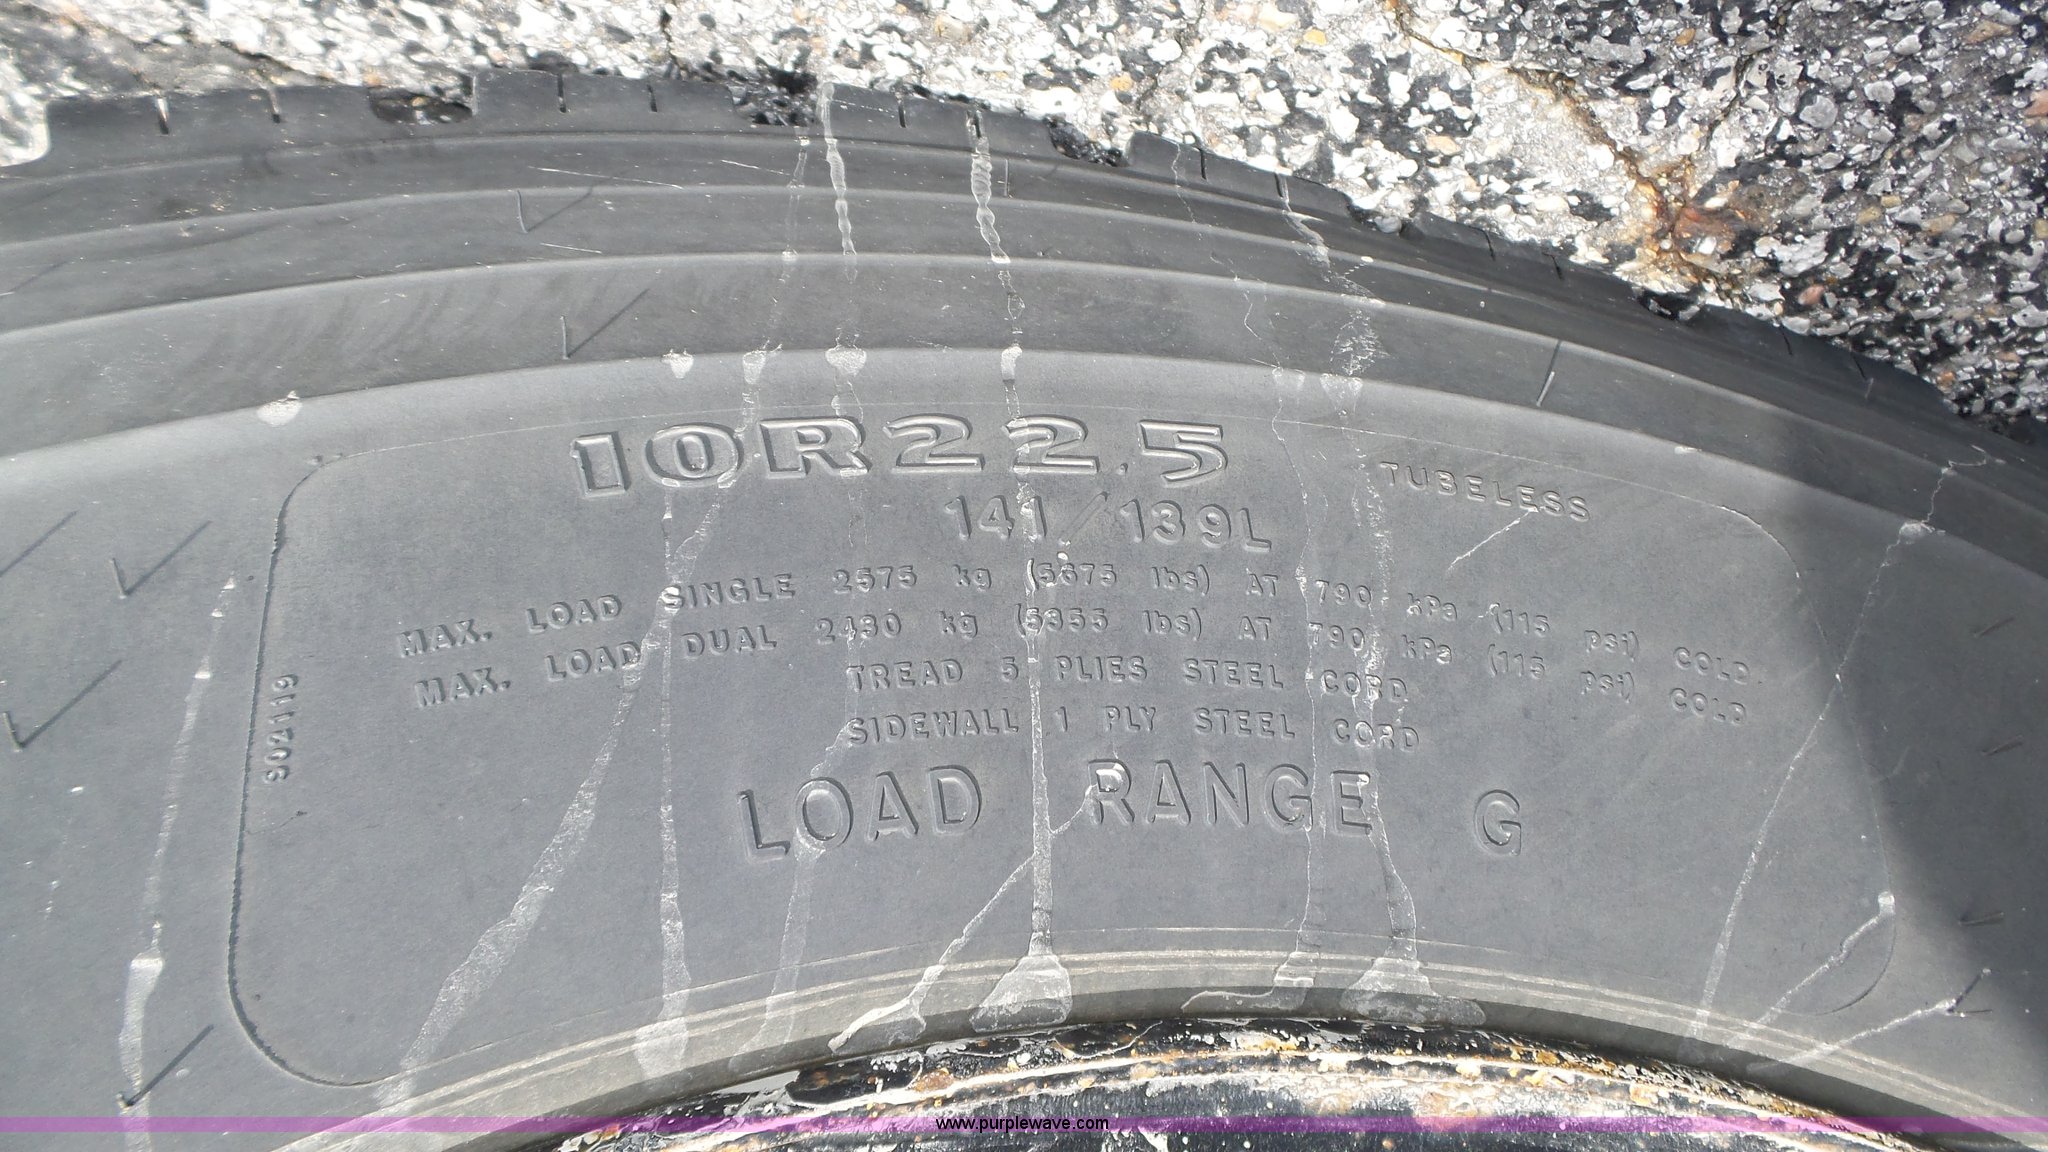 10R22.5
TUBELESS
141/139L
MAX. LOAD SINGLE 2575 kg (5675 lbs) AT 790 kPa (115 psi) COLD
MAX. LOAD DUAL 2430 kg (5355 lbs) AT 790 kPa (115 psi) COLD
TREAD 5 PLIES STEEL CORD
SIDEWALL 1 PLY STEEL CORD
LOAD RANGE G
902119
www.purplewave.com